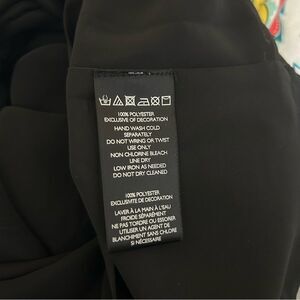 100% POLYESTER
EXCLUSIVE OF DECORATION
HAND WASH COLD
SEPARATELY
DO NOT WRING OR TWIST
USE ONLY
NON CHLORINE BLEACH
LINE DRY
LOW IRON AS NEEDED
DO NOT DRY CLEANED
100% POLYESTER
EXCLUSIVITE DE DECORATION
LAVER À LA MAIN À L'EAU
FROIDE SÉPARÉMENT
NE PAS TORDRE OU ESSORER
UTILISER UN AGENT DE
BLANCHIMENT SANS CHLORE
SI NÉCESSAIRE